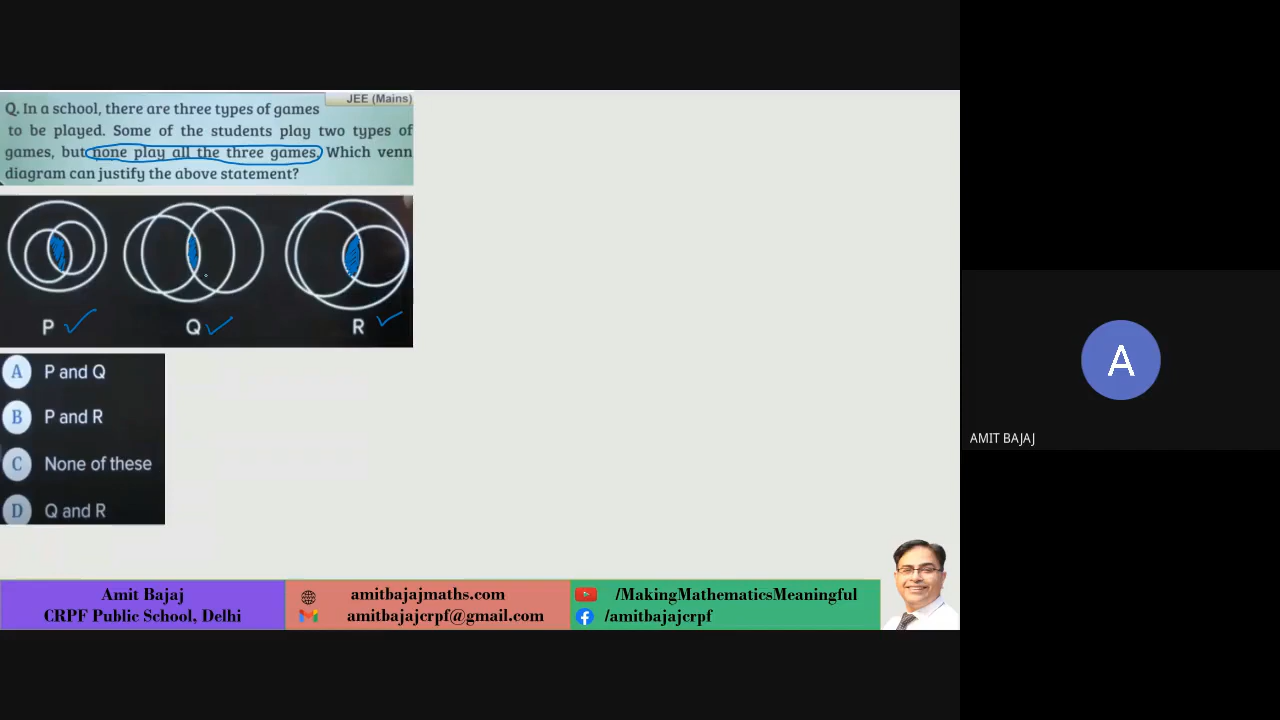 JEE (Mains)
Q. In a school, there are three types of games
to be played. Some of the students play two types of
games, but none play all the three games. Which venn
diagram can justify the above statement?
P Q R
A P and Q
B P and R
C None of these
D Q and R
A
AMIT BAJAJ
Amit Bajaj
CRPF Public School, Delhi
amitbajajmaths.com
amitbajajcrpf@gmail.com
/MakingMathematicsMeaningful
/amitbajajcrpf